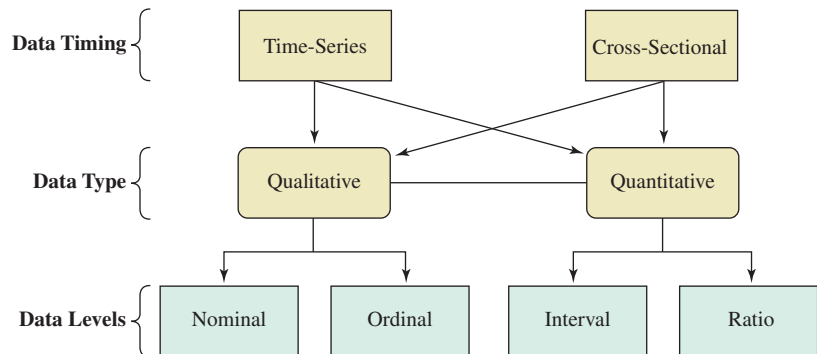 Data Timing
Time-Series
Cross-Sectional
Data Type
Qualitative
Quantitative
Data Levels
Nominal
Ordinal
Interval
Ratio